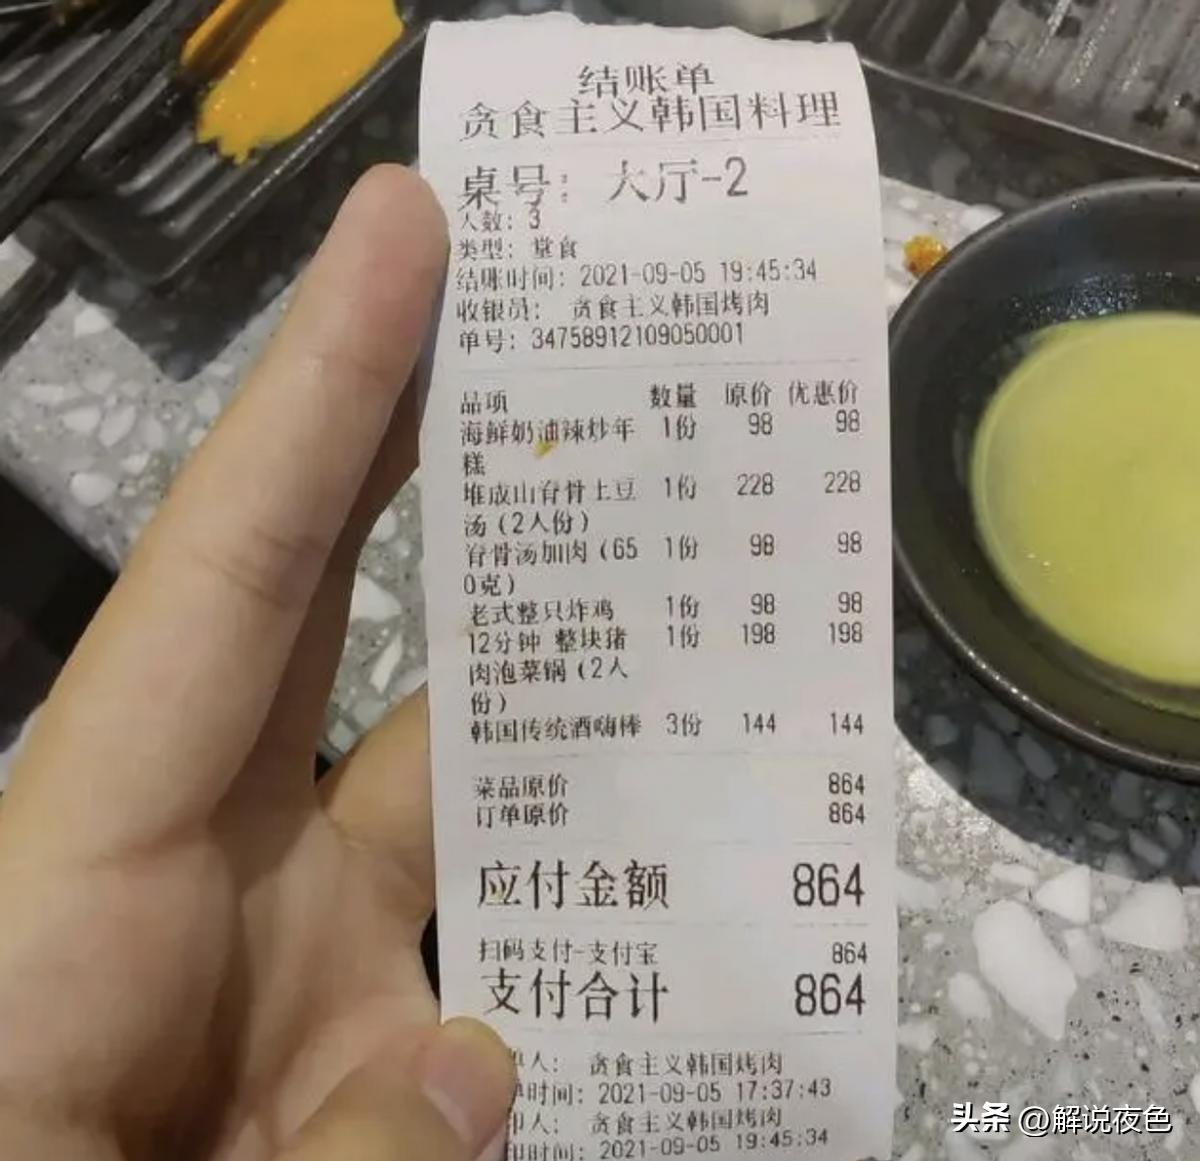 结账单
贪食主义韩国料理
桌号： 大厅-2
人数：3
类型：堂食
结账时间：2021-09-05 19:45:34
收银员： 贪食主义韩国烤肉
单号：34758912109050001
品项 数量 原价 优惠价
海鲜奶油辣炒年 1份 98 98
糕
堆成山脊骨土豆 1份 228 228
汤（2人份）
脊骨汤加肉（65 1份 98 98
0克）
老式整只炸鸡 1份 98 98
12分钟 整块猪 1份 198 198
肉泡菜锅（2人
份）
韩国传统酒嗨棒 3份 144 144
菜品原价 864
订单原价 864
应付金额 864
扫码支付-支付宝 864
支付合计 864
单人： 贪食主义韩国烤肉
单时间：2021-09-05 17:37:43
印人： 贪食主义韩国烤肉
印时间：2021-09-05 19:45:34
头条 @解说夜色